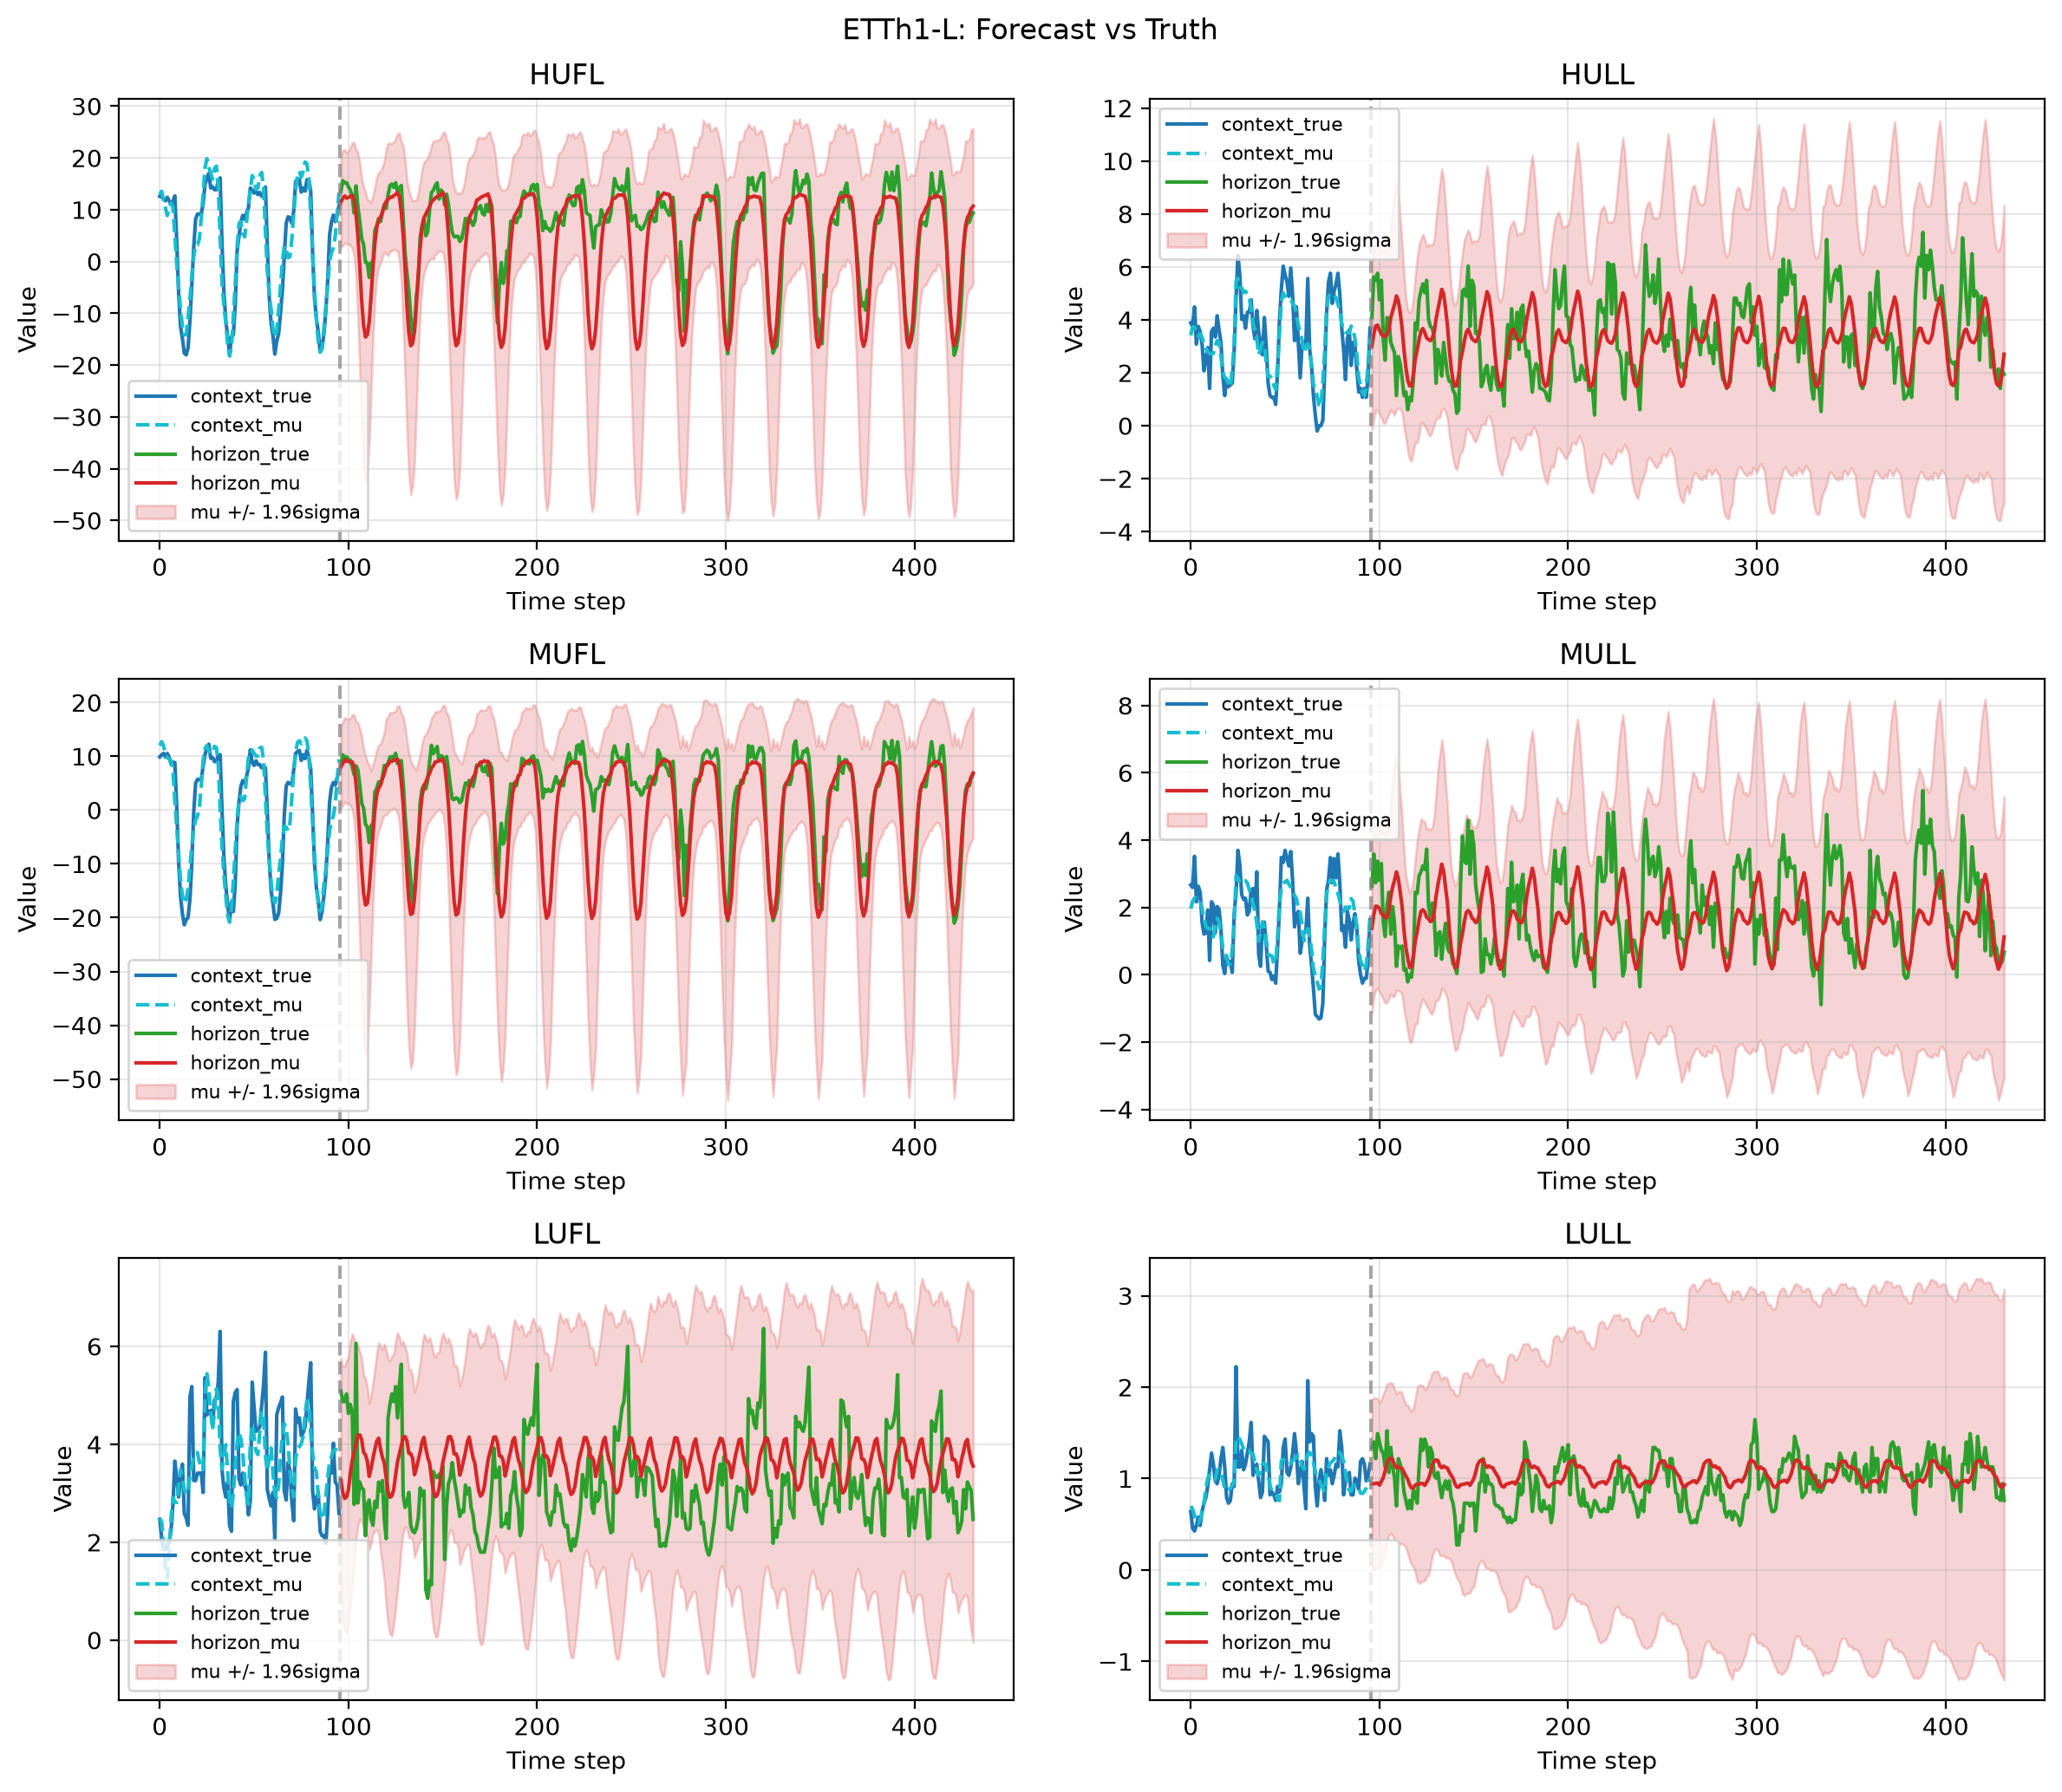 ETTh1-L: Forecast vs Truth
HUFL
30
20
10
0
−10
−20
−30
−40
−50
Value
context_true
context_mu
horizon_true
horizon_mu
mu +/- 1.96sigma
0 100 200 300 400
Time step
HULL
12
10
8
6
4
2
0
−2
−4
Value
context_true
context_mu
horizon_true
horizon_mu
mu +/- 1.96sigma
0 100 200 300 400
Time step
MUFL
20
10
0
−10
−20
−30
−40
−50
Value
context_true
context_mu
horizon_true
horizon_mu
mu +/- 1.96sigma
0 100 200 300 400
Time step
MULL
8
6
4
2
0
−2
−4
Value
context_true
context_mu
horizon_true
horizon_mu
mu +/- 1.96sigma
0 100 200 300 400
Time step
LUFL
6
4
2
0
Value
context_true
context_mu
horizon_true
horizon_mu
mu +/- 1.96sigma
0 100 200 300 400
Time step
LULL
3
2
1
0
−1
Value
context_true
context_mu
horizon_true
horizon_mu
mu +/- 1.96sigma
0 100 200 300 400
Time step